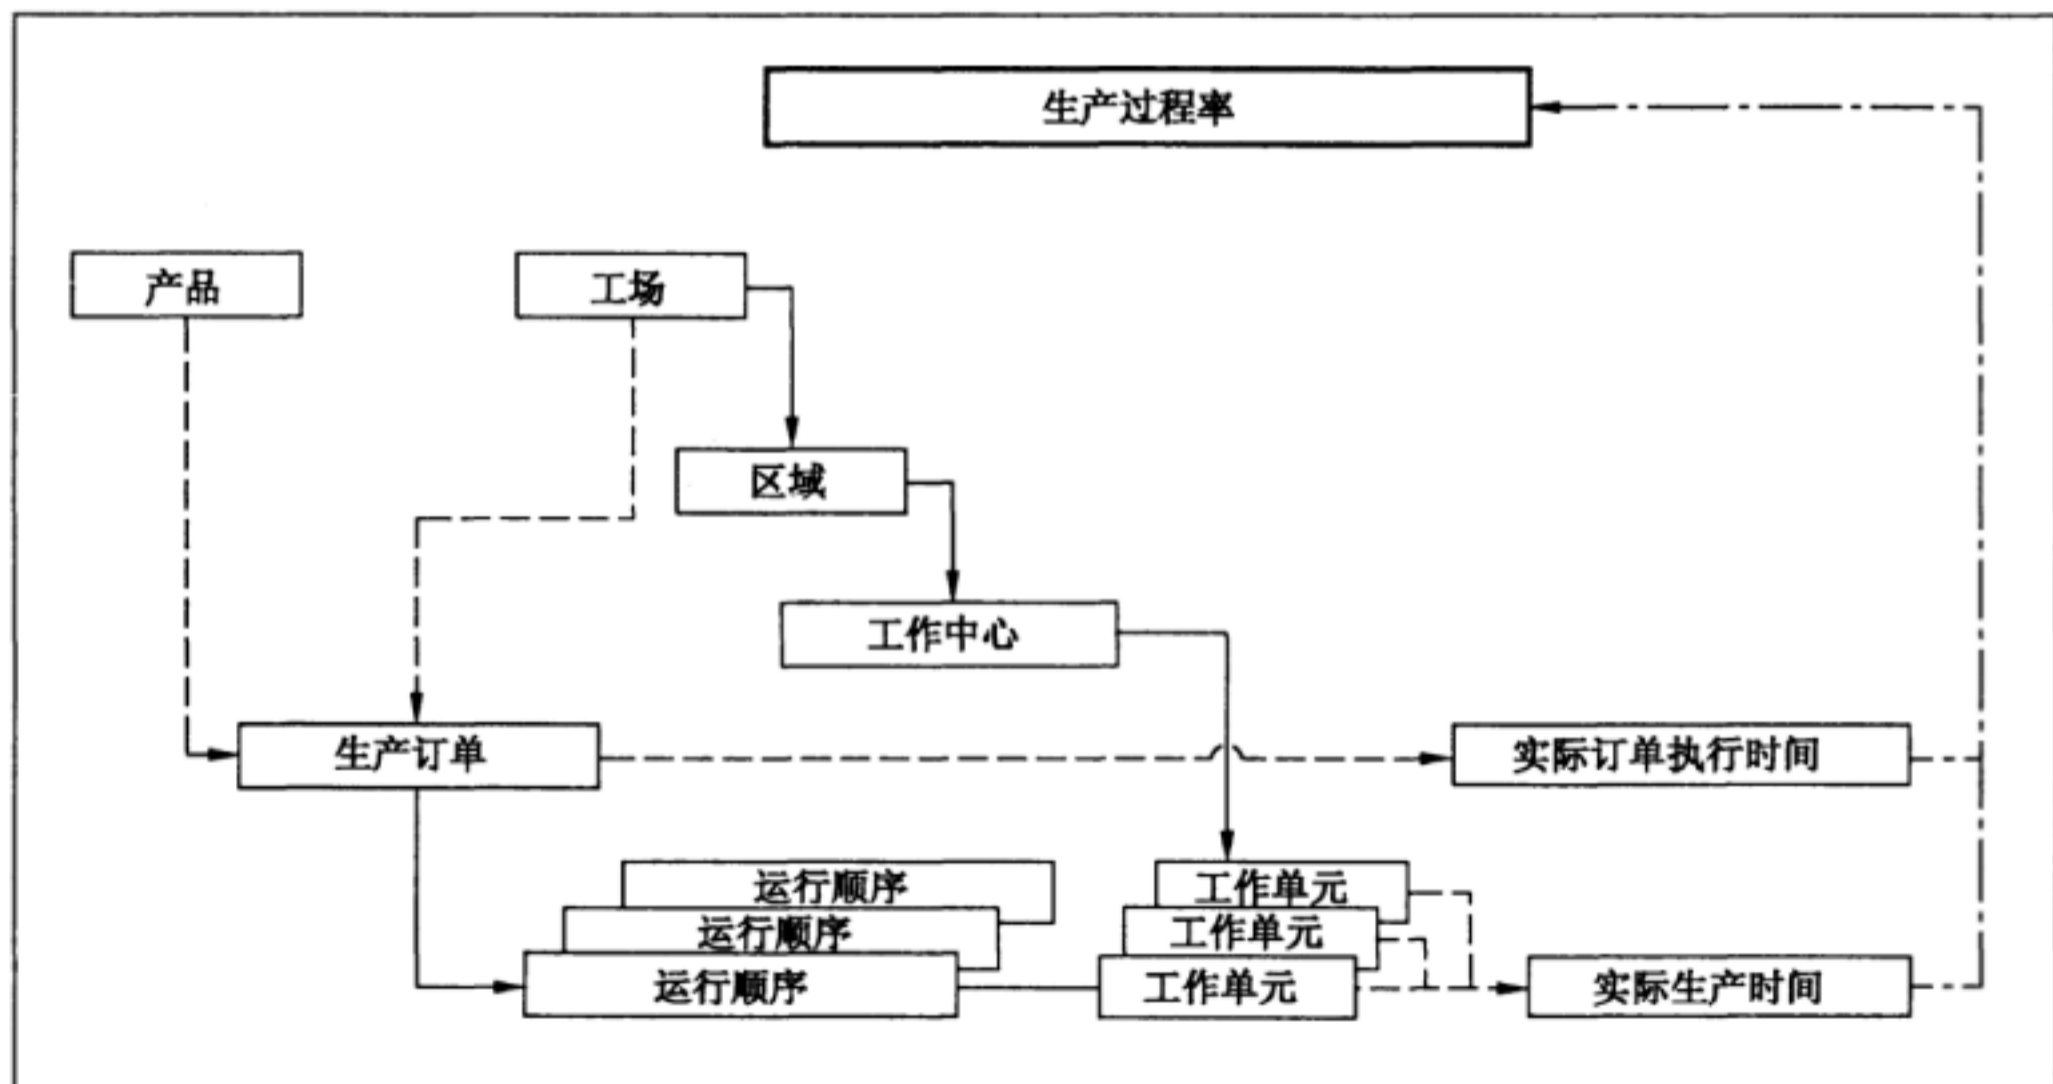 生产过程率
产品
工场
区域
工作中心
生产订单
实际订单执行时间
运行顺序
工作单元
运行顺序
工作单元
运行顺序
工作单元
实际生产时间